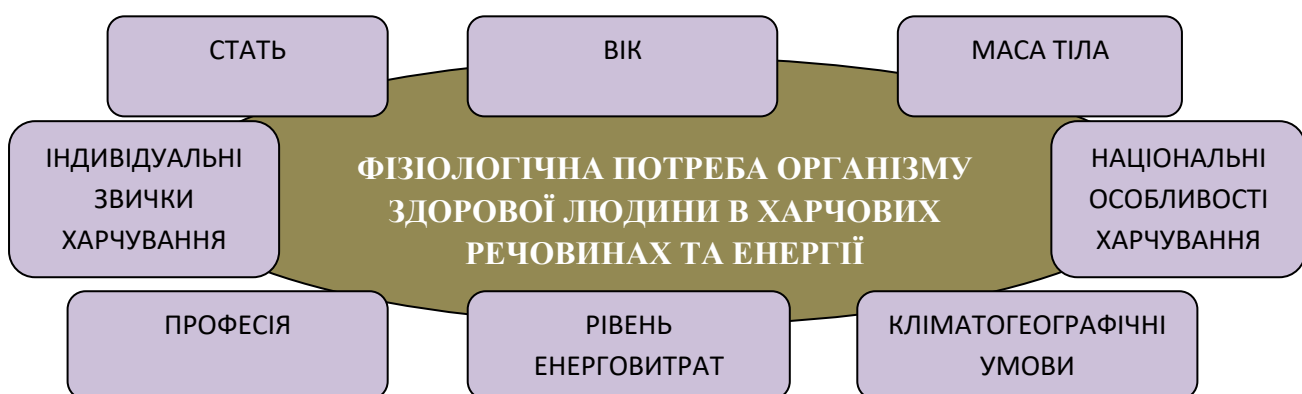 СТАТЬ
ВІК
МАСА ТІЛА
ІНДИВІДУАЛЬНІ
ЗВИЧКИ
ХАРЧУВАННЯ
ФІЗІОЛОГІЧНА ПОТРЕБА ОРГАНІЗМУ
ЗДОРОВОЇ ЛЮДИНИ В ХАРЧОВИХ
РЕЧОВИНАХ ТА ЕНЕРГІЇ
НАЦІОНАЛЬНІ
ОСОБЛИВОСТІ
ХАРЧУВАННЯ
ПРОФЕСІЯ
РІВЕНЬ
ЕНЕРГОВИТРАТ
КЛІМАТОГЕОГРАФІЧНІ
УМОВИ